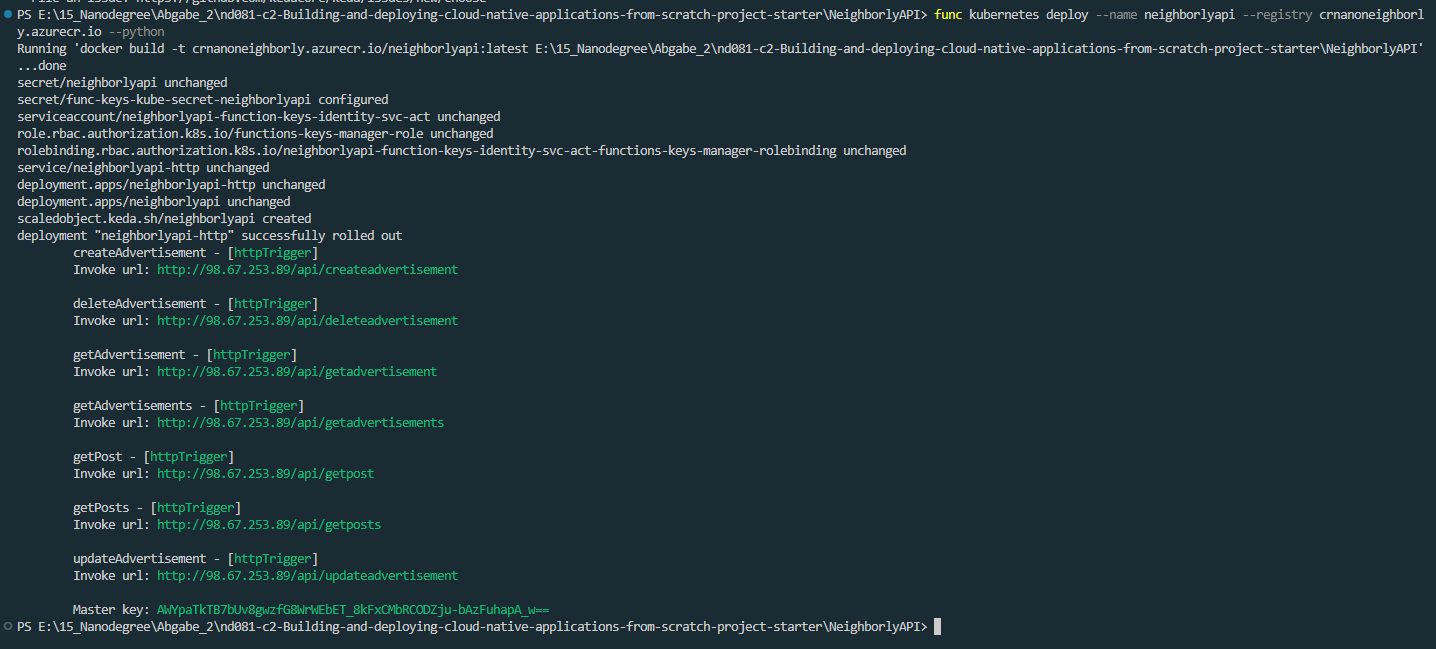 PS E:\15_Nanodegree\Abgabe_2\nd081-c2-Building-and-deploying-cloud-native-applications-from-scratch-project-starter\NeighborlyAPI> func kubernetes deploy --name neighborlyapi --registry crnanoneighborl
y.azurecr.io --python
Running 'docker build -t crnanoneighborly.azurecr.io/neighborlyapi:latest E:\15_Nanodegree\Abgabe_2\nd081-c2-Building-and-deploying-cloud-native-applications-from-scratch-project-starter\NeighborlyAPI'
...done
secret/neighborlyapi unchanged
secret/func-keys-kube-secret-neighborlyapi configured
serviceaccount/neighborlyapi-function-keys-identity-svc-act unchanged
role.rbac.authorization.k8s.io/functions-keys-manager-role unchanged
rolebinding.rbac.authorization.k8s.io/neighborlyapi-function-keys-identity-svc-act-functions-keys-manager-rolebinding unchanged
service/neighborlyapi-http unchanged
deployment.apps/neighborlyapi-http unchanged
deployment.apps/neighborlyapi unchanged
scaledobject.keda.sh/neighborlyapi created
deployment "neighborlyapi-http" successfully rolled out
createAdvertisement - [httpTrigger]
Invoke url: http://98.67.253.89/api/createadvertisement
deleteAdvertisement - [httpTrigger]
Invoke url: http://98.67.253.89/api/deleteadvertisement
getAdvertisement - [httpTrigger]
Invoke url: http://98.67.253.89/api/getadvertisement
getAdvertisements - [httpTrigger]
Invoke url: http://98.67.253.89/api/getadvertisements
getPost - [httpTrigger]
Invoke url: http://98.67.253.89/api/getpost
getPosts - [httpTrigger]
Invoke url: http://98.67.253.89/api/getposts
updateAdvertisement - [httpTrigger]
Invoke url: http://98.67.253.89/api/updateadvertisement
Master key: AWYpaTkTB7bUv8gwzfG8WrWEbET_8kFxCMbRCODZju-bAzFuhapA_w==
PS E:\15_Nanodegree\Abgabe_2\nd081-c2-Building-and-deploying-cloud-native-applications-from-scratch-project-starter\NeighborlyAPI>